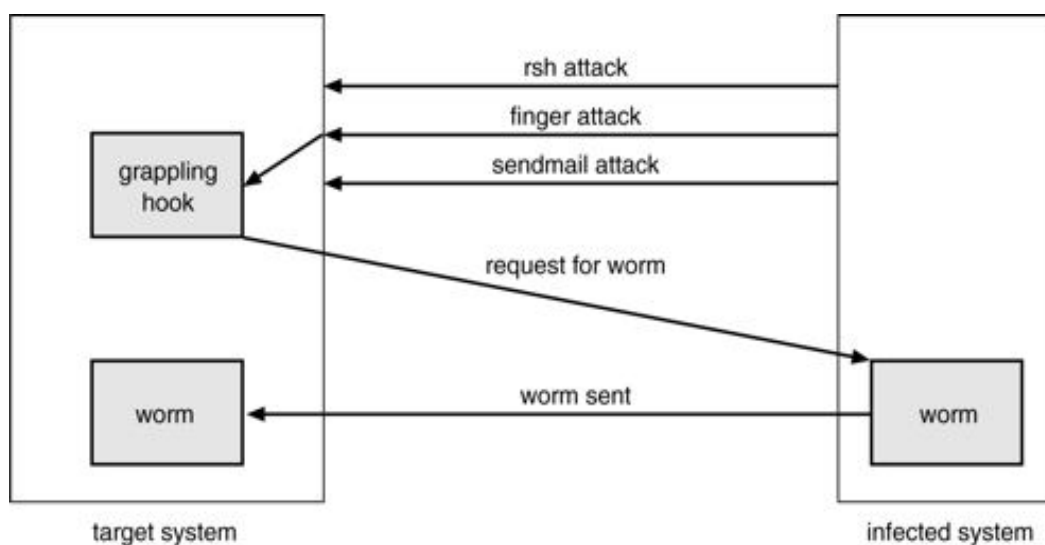 rsh attack
finger attack
sendmail attack
grappling
hook
request for worm
worm sent
worm
worm
target system
infected system